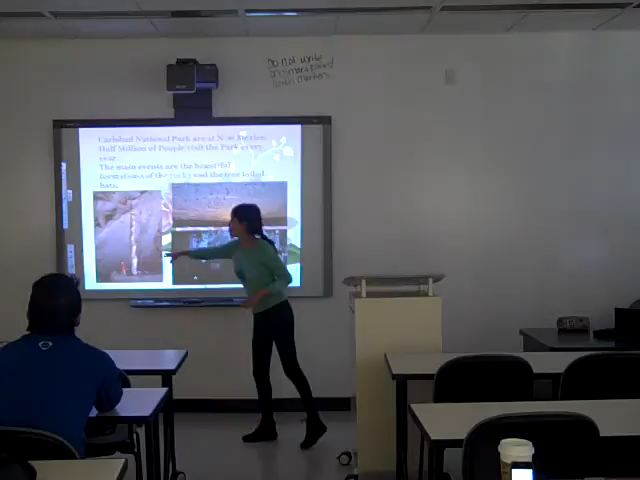 Do not write
on smart board
with markers
Carlsbad National Park are at New Mexico.
Half Million of People visit the Park every
year.
The main events are the beautiful
formations of the rocks and the free tailed
bats.